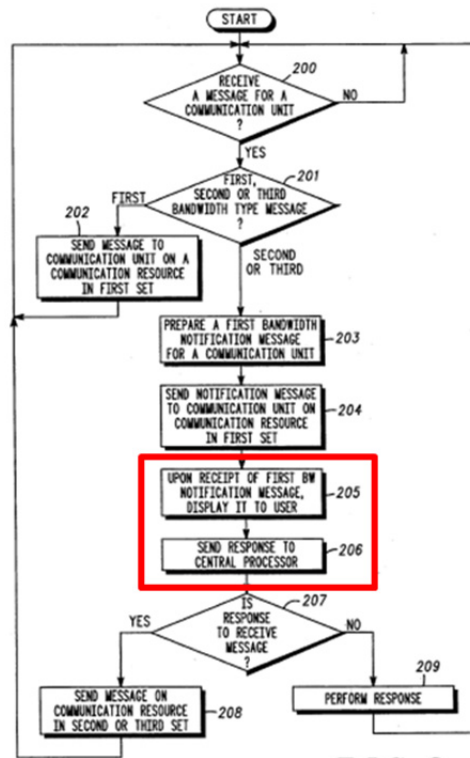 START
200
RECEIVE
A MESSAGE FOR A
COMMUNICATION UNIT
?
NO
YES
201
FIRST,
SECOND OR THIRD
BANDWIDTH TYPE MESSAGE
?
FIRST
202
SEND MESSAGE TO
COMMUNICATION UNIT ON A
COMMUNICATION RESOURCE
IN FIRST SET
SECOND
OR THIRD
PREPARE A FIRST BANDWIDTH
NOTIFICATION MESSAGE
FOR A COMMUNICATION UNIT
203
SEND NOTIFICATION MESSAGE
TO COMMUNICATION UNIT ON
COMMUNICATION RESOURCE
IN FIRST SET
204
UPON RECEIPT OF FIRST BW
NOTIFICATION MESSAGE,
DISPLAY IT TO USER
205
SEND RESPONSE TO
CENTRAL PROCESSOR
206
207
IS
RESPONSE
TO RECEIVE
MESSAGE
?
YES
NO
SEND MESSAGE ON
COMMUNICATION RESOURCE
IN SECOND OR THIRD SET
208
209
PERFORM RESPONSE